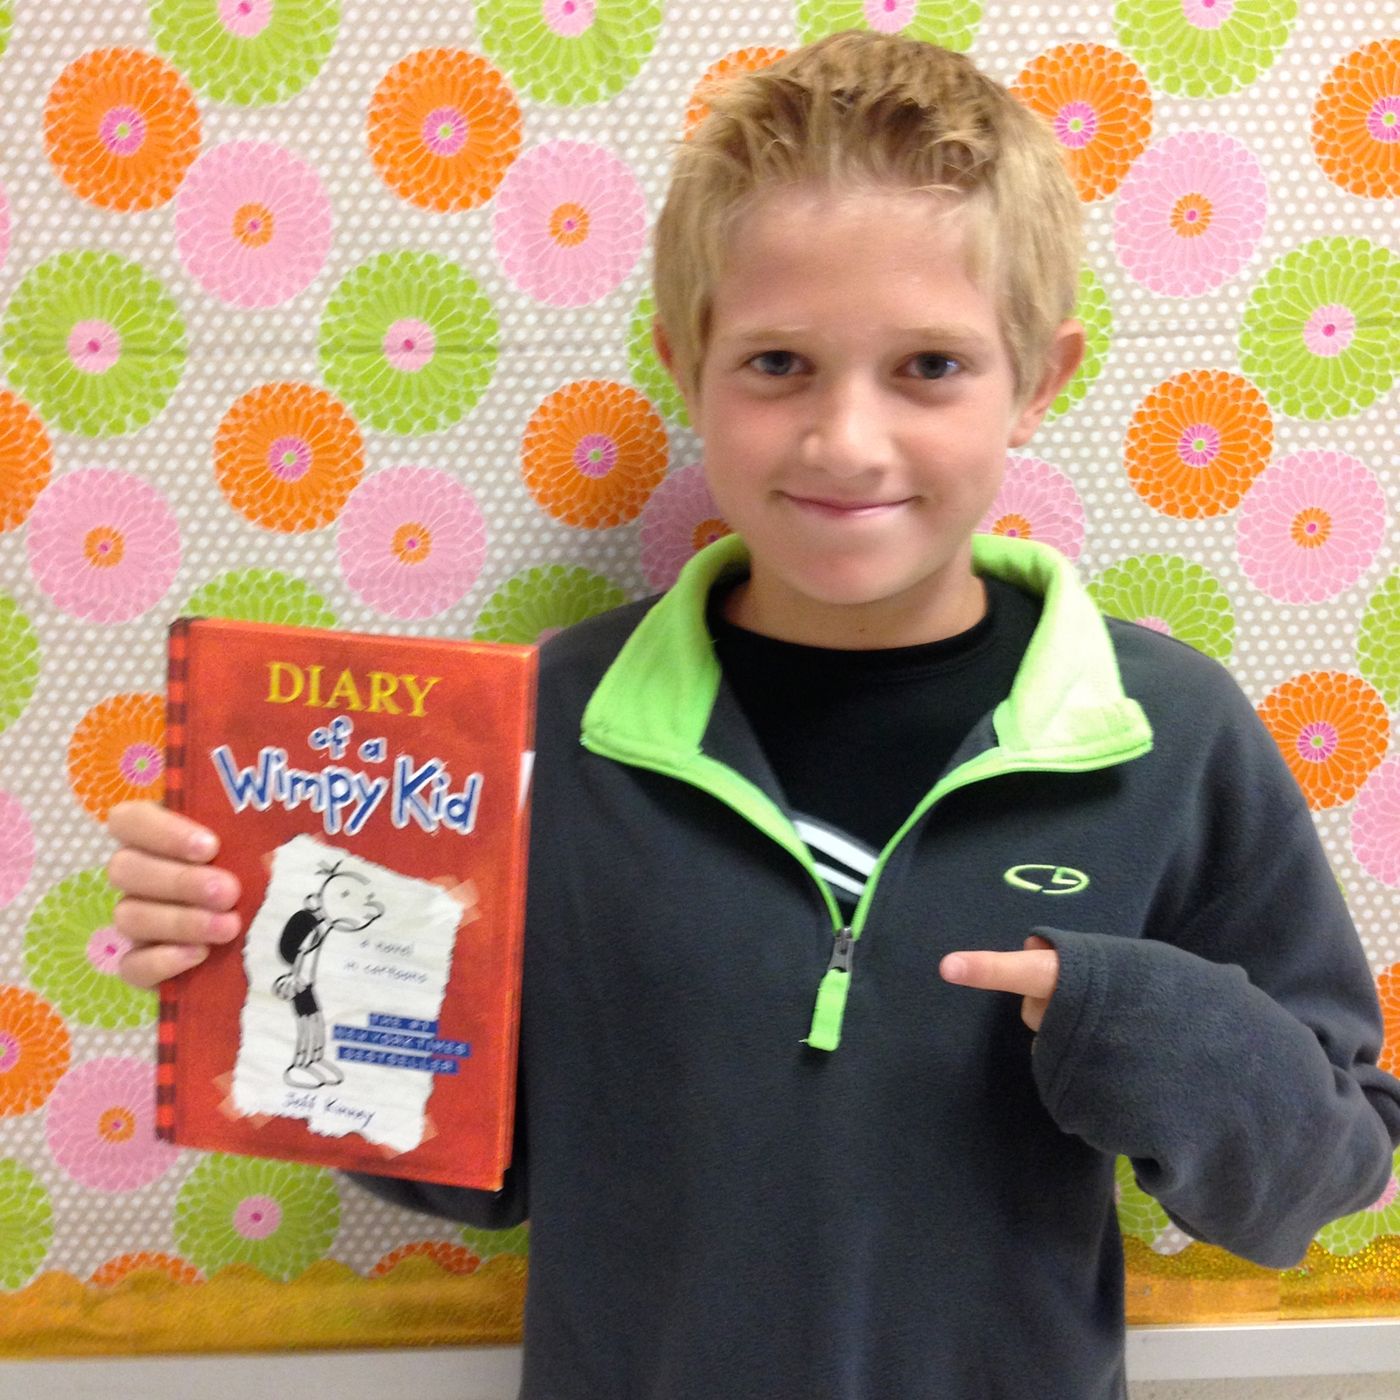 DIARY
of a
Wimpy Kid
a novel
in cartoons
THE #1
NEW YORK TIMES
BESTSELLER
Jeff Kinney